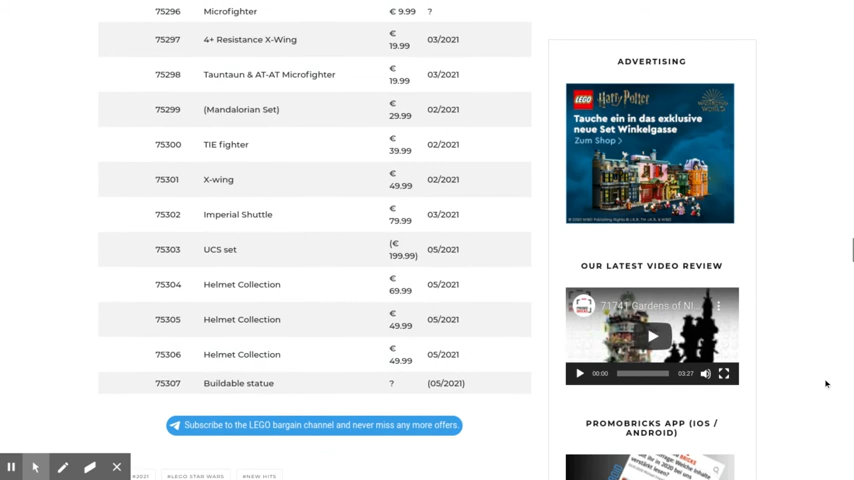 75296 Microfighter € 9.99 ?
75297 4+ Resistance X-Wing € 19.99 03/2021
75298 Tauntaun & AT-AT Microfighter € 19.99 03/2021
75299 (Mandalorian Set) € 29.99 02/2021
75300 TIE fighter € 39.99 02/2021
75301 X-wing € 49.99 02/2021
75302 Imperial Shuttle € 79.99 03/2021
75303 UCS set (€ 199.99) 05/2021
75304 Helmet Collection € 69.99 05/2021
75305 Helmet Collection € 49.99 05/2021
75306 Helmet Collection € 49.99 05/2021
75307 Buildable statue ? (05/2021)
Subscribe to the LEGO bargain channel and never miss any more offers.
#2021 #LEGO STAR WARS #NEW HITS
ADVERTISING
LEGO Harry Potter WIZARDING WORLD
Tauche ein in das exklusive
neue Set Winkelgasse
Zum Shop >
OUR LATEST VIDEO REVIEW
71741 Gardens of NI
00:00 03:27
PROMOBRICKS APP (IOS /
ANDROID)